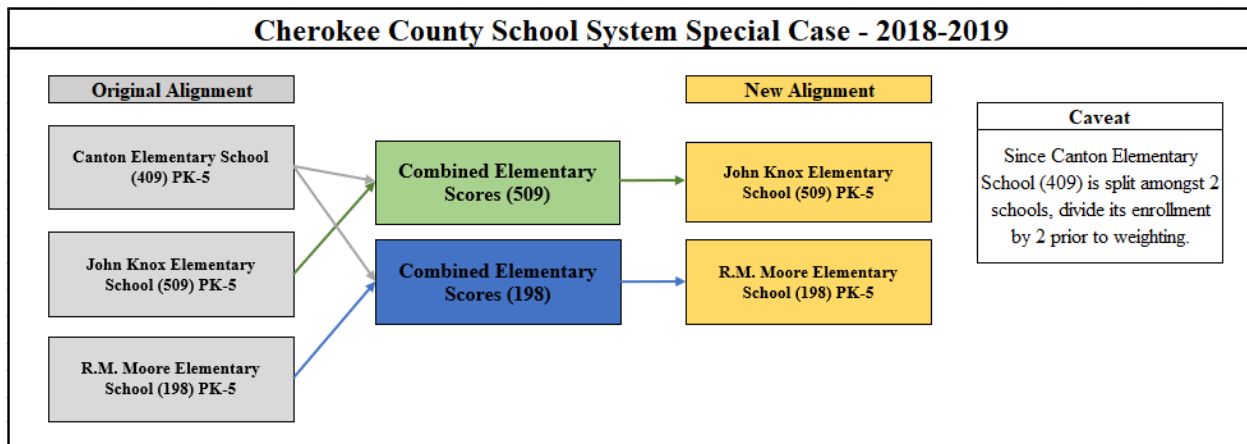 Cherokee County School System Special Case - 2018-2019
Original Alignment
Canton Elementary School
(409) PK-5
John Knox Elementary
School (509) PK-5
R.M. Moore Elementary
School (198) PK-5
Combined Elementary
Scores (509)
Combined Elementary
Scores (198)
New Alignment
John Knox Elementary
School (509) PK-5
R.M. Moore Elementary
School (198) PK-5
Caveat
Since Canton Elementary
School (409) is split amongst 2
schools, divide its enrollment
by 2 prior to weighting.